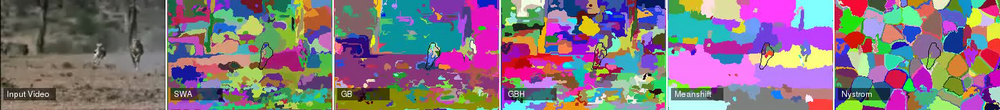 Input Video
SWA
GB
GBH
Meanshift
Nystrom